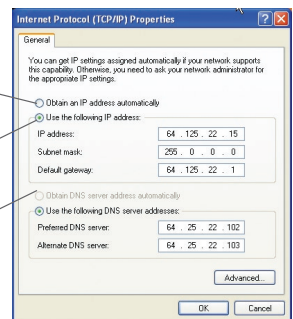 Internet Protocol (TCP/IP) Properties
General
You can get IP settings assigned automatically if your network supports
this capability. Otherwise, you need to ask your network administrator for
the appropriate IP settings.
Obtain an IP address automatically
Use the following IP address:
IP address: 64 . 125 . 22 . 15
Subnet mask: 255 . 0 . 0 . 0
Default gateway: 64 . 125 . 22 . 1
Obtain DNS server address automatically
Use the following DNS server addresses:
Preferred DNS server: 64 . 25 . 22 . 102
Alternate DNS server: 64 . 25 . 22 . 103
Advanced...
OK Cancel